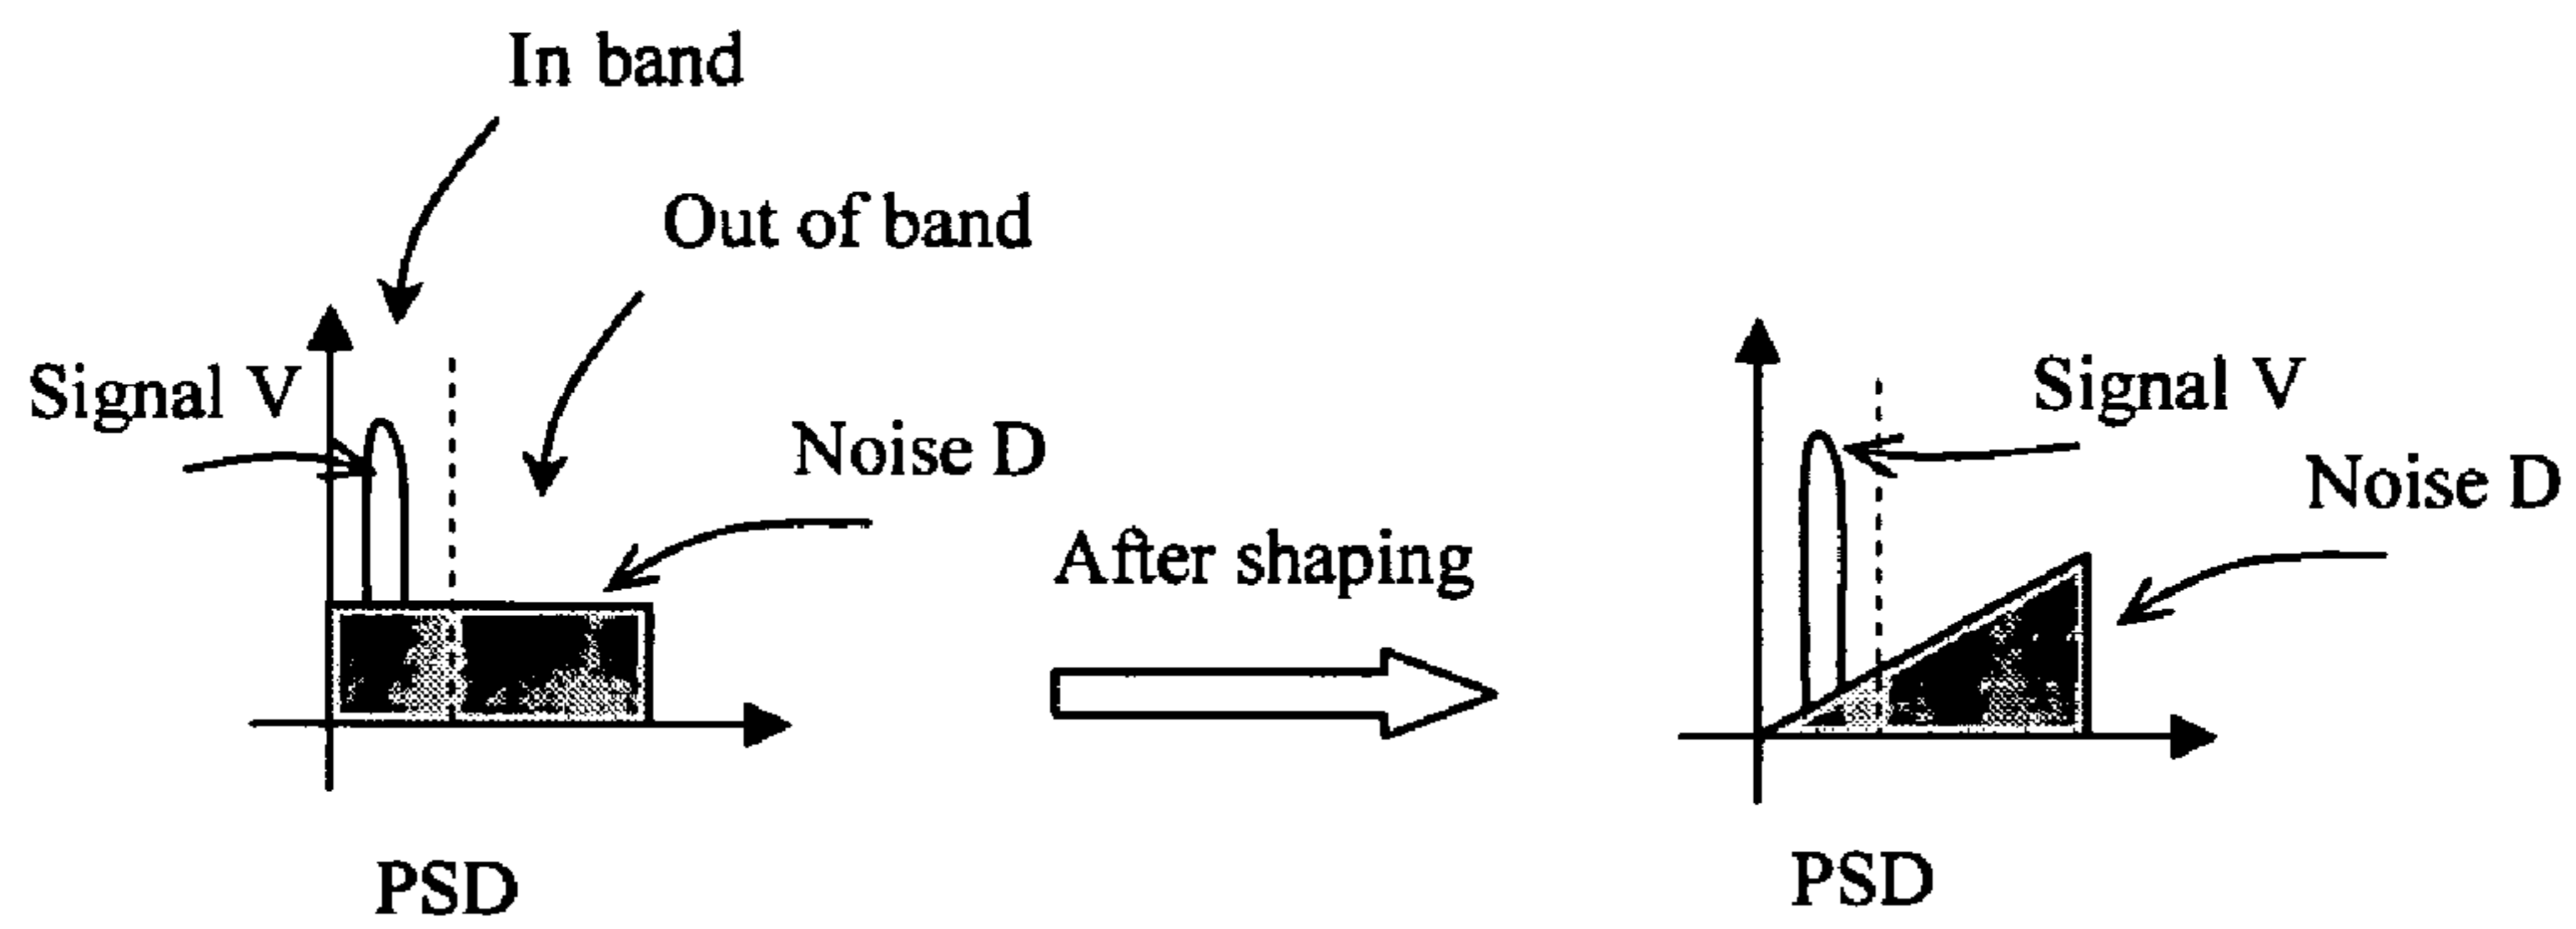 In band
Out of band
Signal V
Noise D
PSD
After shaping
Signal V
Noise D
PSD